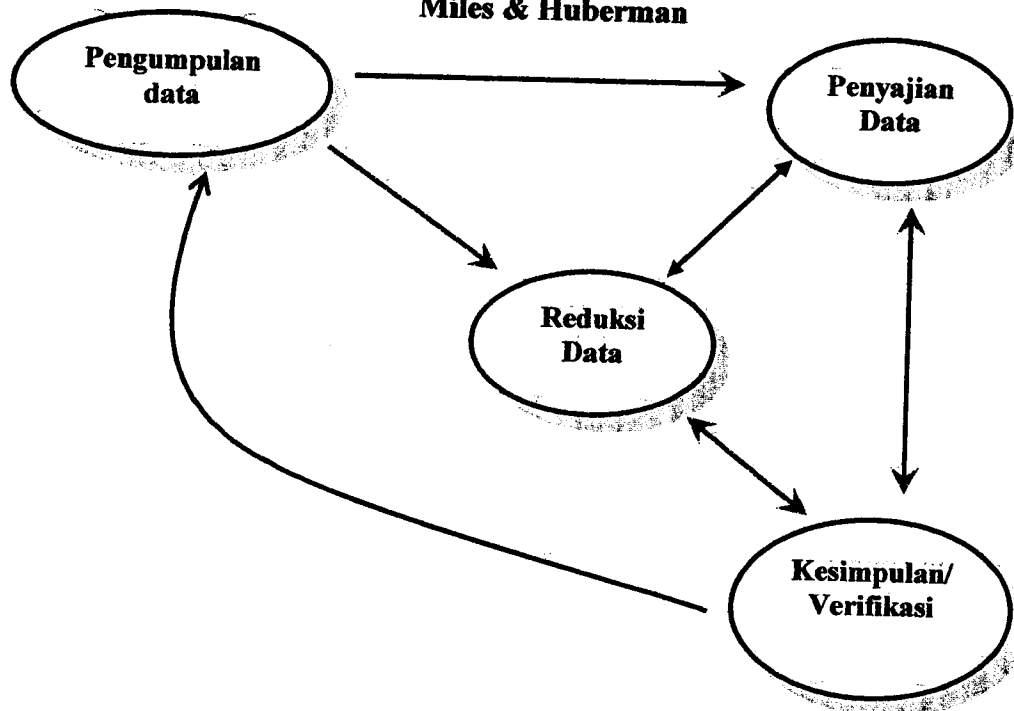 Miles & Huberman
Pengumpulan
data
Penyajian
Data
Reduksi
Data
Kesimpulan/
Verifikasi